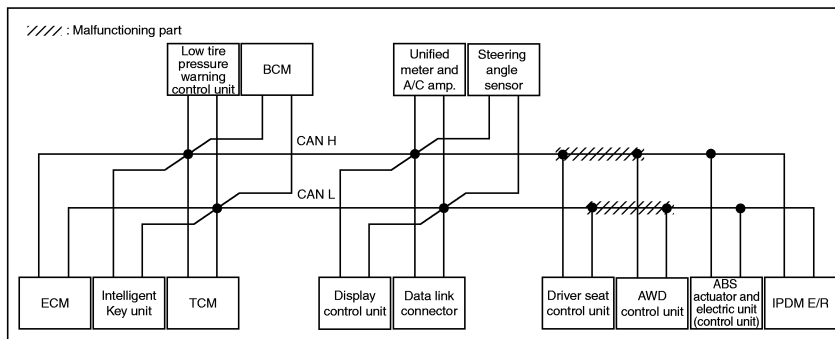 : Malfunctioning part
Low tire
pressure
warning
control unit
BCM
Unified
meter and
A/C amp.
Steering
angle
sensor
CAN H
CAN L
ECM
Intelligent
Key unit
TCM
Display
control unit
Data link
connector
Driver seat
control unit
AWD
control unit
ABS
actuator and
electric unit
(control unit)
IPDM E/R